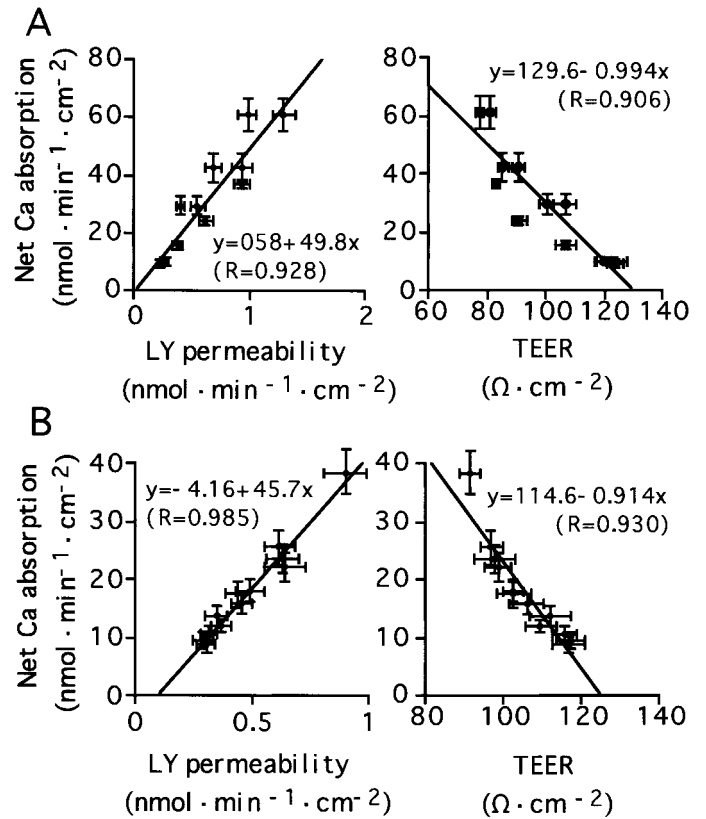 A
Net Ca absorption
(nmol · min⁻¹ · cm⁻²)
80
60
40
20
0
y=058+49.8x
(R=0.928)
0
1
2
LY permeability
(nmol · min⁻¹ · cm⁻²)
80
60
40
20
0
y=129.6-0.994x
(R=0.906)
60
80
100
120
140
TEER
(Ω · cm⁻²)
B
Net Ca absorption
(nmol · min⁻¹ · cm⁻²)
40
30
20
10
0
y=-4.16+45.7x
(R=0.985)
0
0.5
1
LY permeability
(nmol · min⁻¹ · cm⁻²)
40
30
20
10
0
y=114.6-0.914x
(R=0.930)
80
100
120
140
TEER
(Ω · cm⁻²)